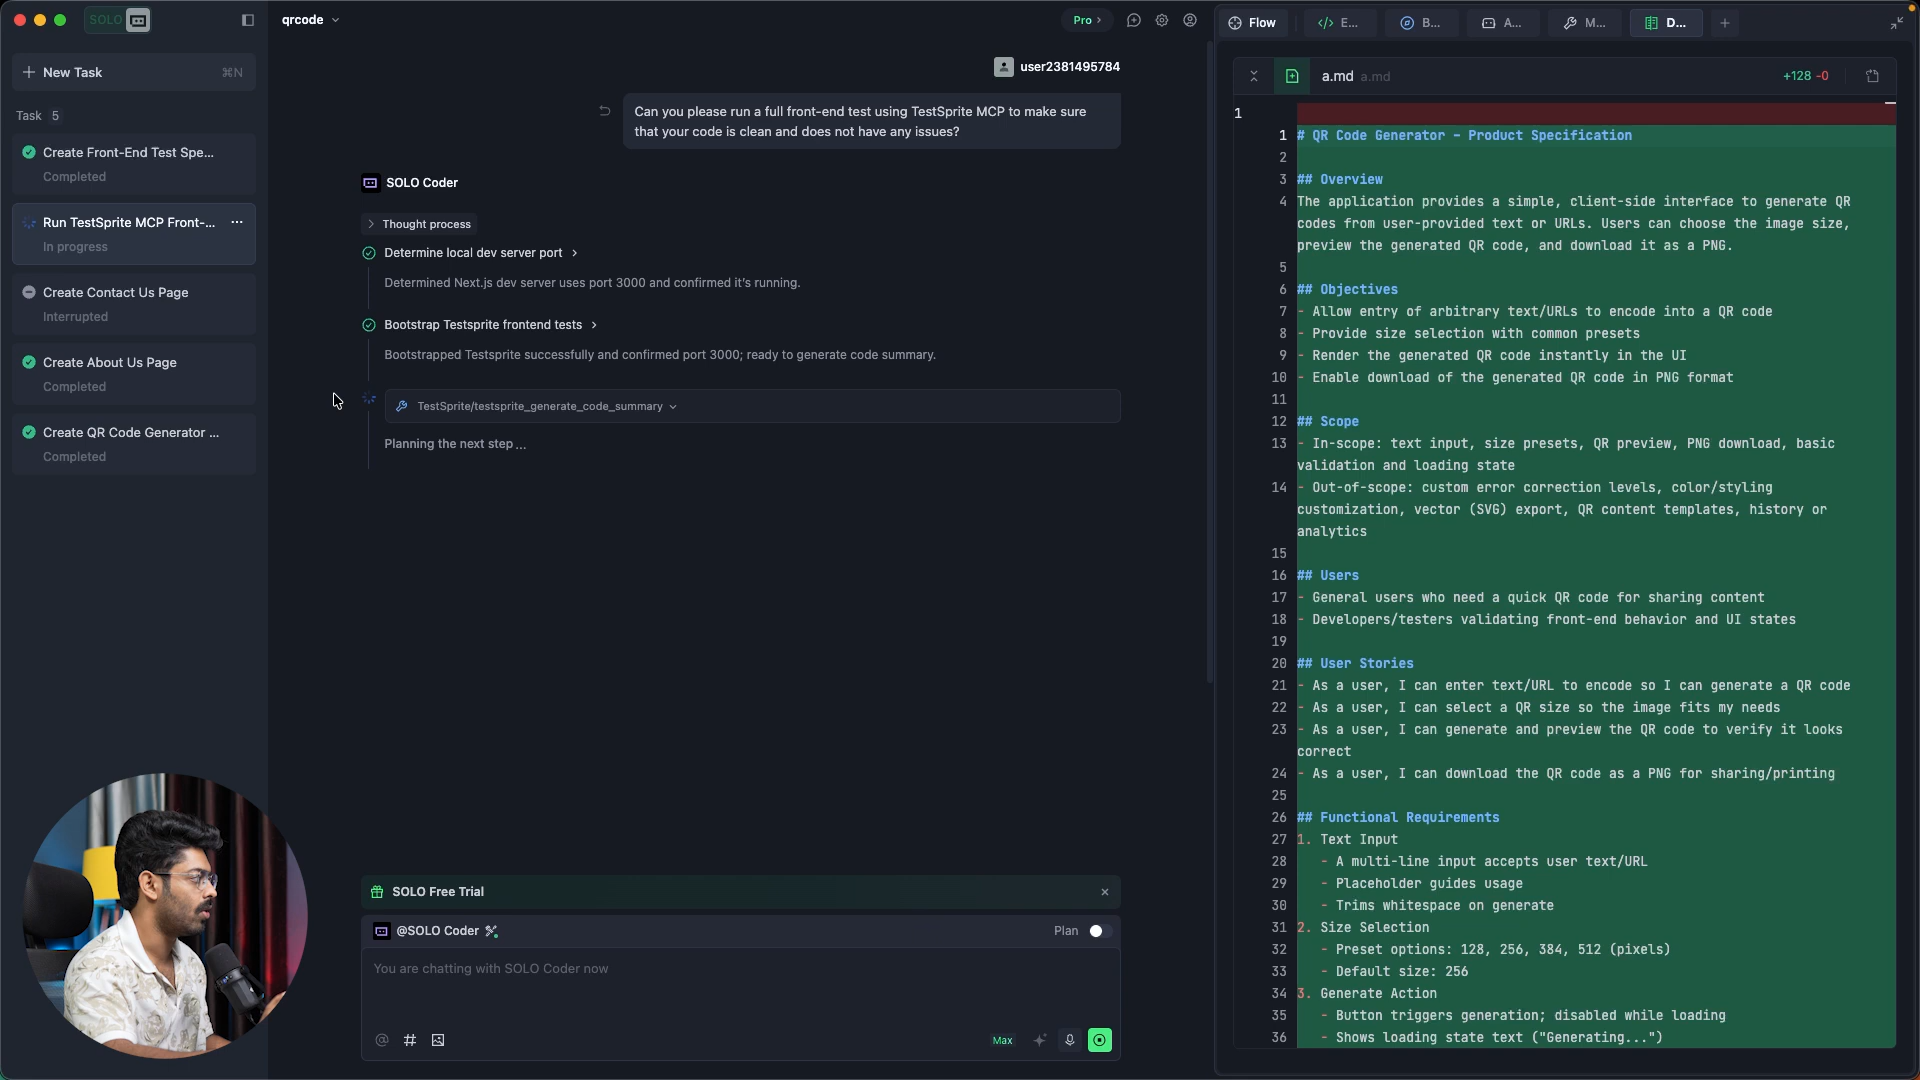 SOLO
qrcode
Pro
Flow
E...
B...
A...
M...
D...
New Task
⌘N
Task 5
Create Front-End Test Spe...
Completed
Run TestSprite MCP Front-...
In progress
Create Contact Us Page
Interrupted
Create About Us Page
Completed
Create QR Code Generator ...
Completed
user2381495784
Can you please run a full front-end test using TestSprite MCP to make sure
that your code is clean and does not have any issues?
SOLO Coder
Thought process
Determine local dev server port
Determined Next.js dev server uses port 3000 and confirmed it's running.
Bootstrap Testsprite frontend tests
Bootstrapped Testsprite successfully and confirmed port 3000; ready to generate code summary.
TestSprite/testsprite_generate_code_summary
Planning the next step ...
SOLO Free Trial
@SOLO Coder
Plan
You are chatting with SOLO Coder now
Max
a.md a.md
+128 -0
1
1 # QR Code Generator – Product Specification
2
3 ## Overview
4 The application provides a simple, client-side interface to generate QR
codes from user-provided text or URLs. Users can choose the image size,
preview the generated QR code, and download it as a PNG.
5
6 ## Objectives
7 - Allow entry of arbitrary text/URLs to encode into a QR code
8 - Provide size selection with common presets
9 - Render the generated QR code instantly in the UI
10 - Enable download of the generated QR code in PNG format
11
12 ## Scope
13 - In-scope: text input, size presets, QR preview, PNG download, basic
validation and loading state
14 - Out-of-scope: custom error correction levels, color/styling
customization, vector (SVG) export, QR content templates, history or
analytics
15
16 ## Users
17 - General users who need a quick QR code for sharing content
18 - Developers/testers validating front-end behavior and UI states
19
20 ## User Stories
21 - As a user, I can enter text/URL to encode so I can generate a QR code
22 - As a user, I can select a QR size so the image fits my needs
23 - As a user, I can generate and preview the QR code to verify it looks
correct
24 - As a user, I can download the QR code as a PNG for sharing/printing
25
26 ## Functional Requirements
27 1. Text Input
28 - A multi-line input accepts user text/URL
29 - Placeholder guides usage
30 - Trims whitespace on generate
31 2. Size Selection
32 - Preset options: 128, 256, 384, 512 (pixels)
33 - Default size: 256
34 3. Generate Action
35 - Button triggers generation; disabled while loading
36 - Shows loading state text ("Generating...")